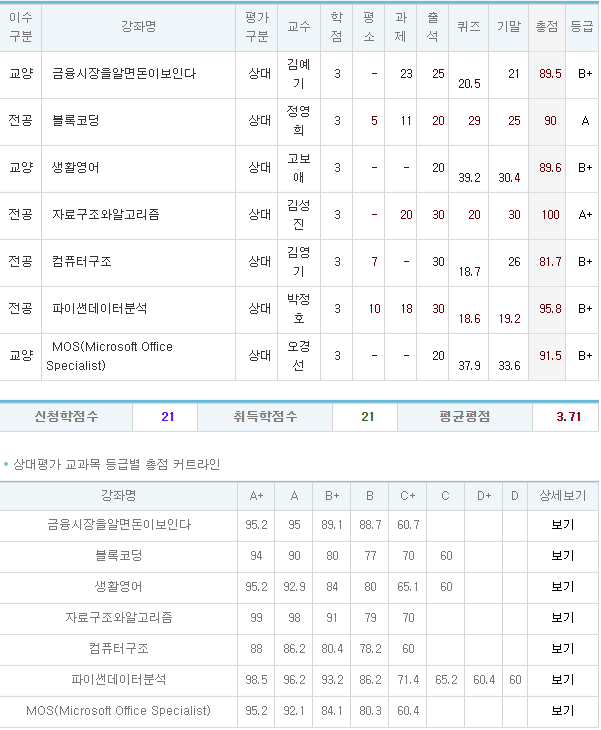 이수구분 강좌명 평가구분 교수 학점 평소 과제 출석 퀴즈 기말 총점 등급
교양 금융시장을알면돈이보인다 상대 김예기 3 - 23 25 20.5 21 89.5 B+
전공 블록코딩 상대 정영희 3 5 11 20 29 25 90 A
교양 생활영어 상대 고보애 3 - - 20 39.2 30.4 89.6 B+
전공 자료구조와알고리즘 상대 김성진 3 - 20 30 20 30 100 A+
전공 컴퓨터구조 상대 김영기 3 7 - 30 18.7 26 81.7 B+
전공 파이썬데이터분석 상대 박정호 3 10 18 30 18.6 19.2 95.8 B+
교양 MOS(Microsoft Office Specialist) 상대 오경선 3 - - 20 37.9 33.6 91.5 B+
신청학점수 21 취득학점수 21 평균평점 3.71
• 상대평가 교과목 등급별 총점 커트라인
강좌명 A+ A B+ B C+ C D+ D 상세보기
금융시장을알면돈이보인다 95.2 95 89.1 88.7 60.7 보기
블록코딩 94 90 80 77 70 60 보기
생활영어 95.2 92.9 84 80 65.1 60 보기
자료구조와알고리즘 99 98 91 79 70 보기
컴퓨터구조 88 86.2 80.4 78.2 60 보기
파이썬데이터분석 98.5 96.2 93.2 86.2 71.4 65.2 60.4 60 보기
MOS(Microsoft Office Specialist) 95.2 92.1 84.1 80.3 60.4 보기